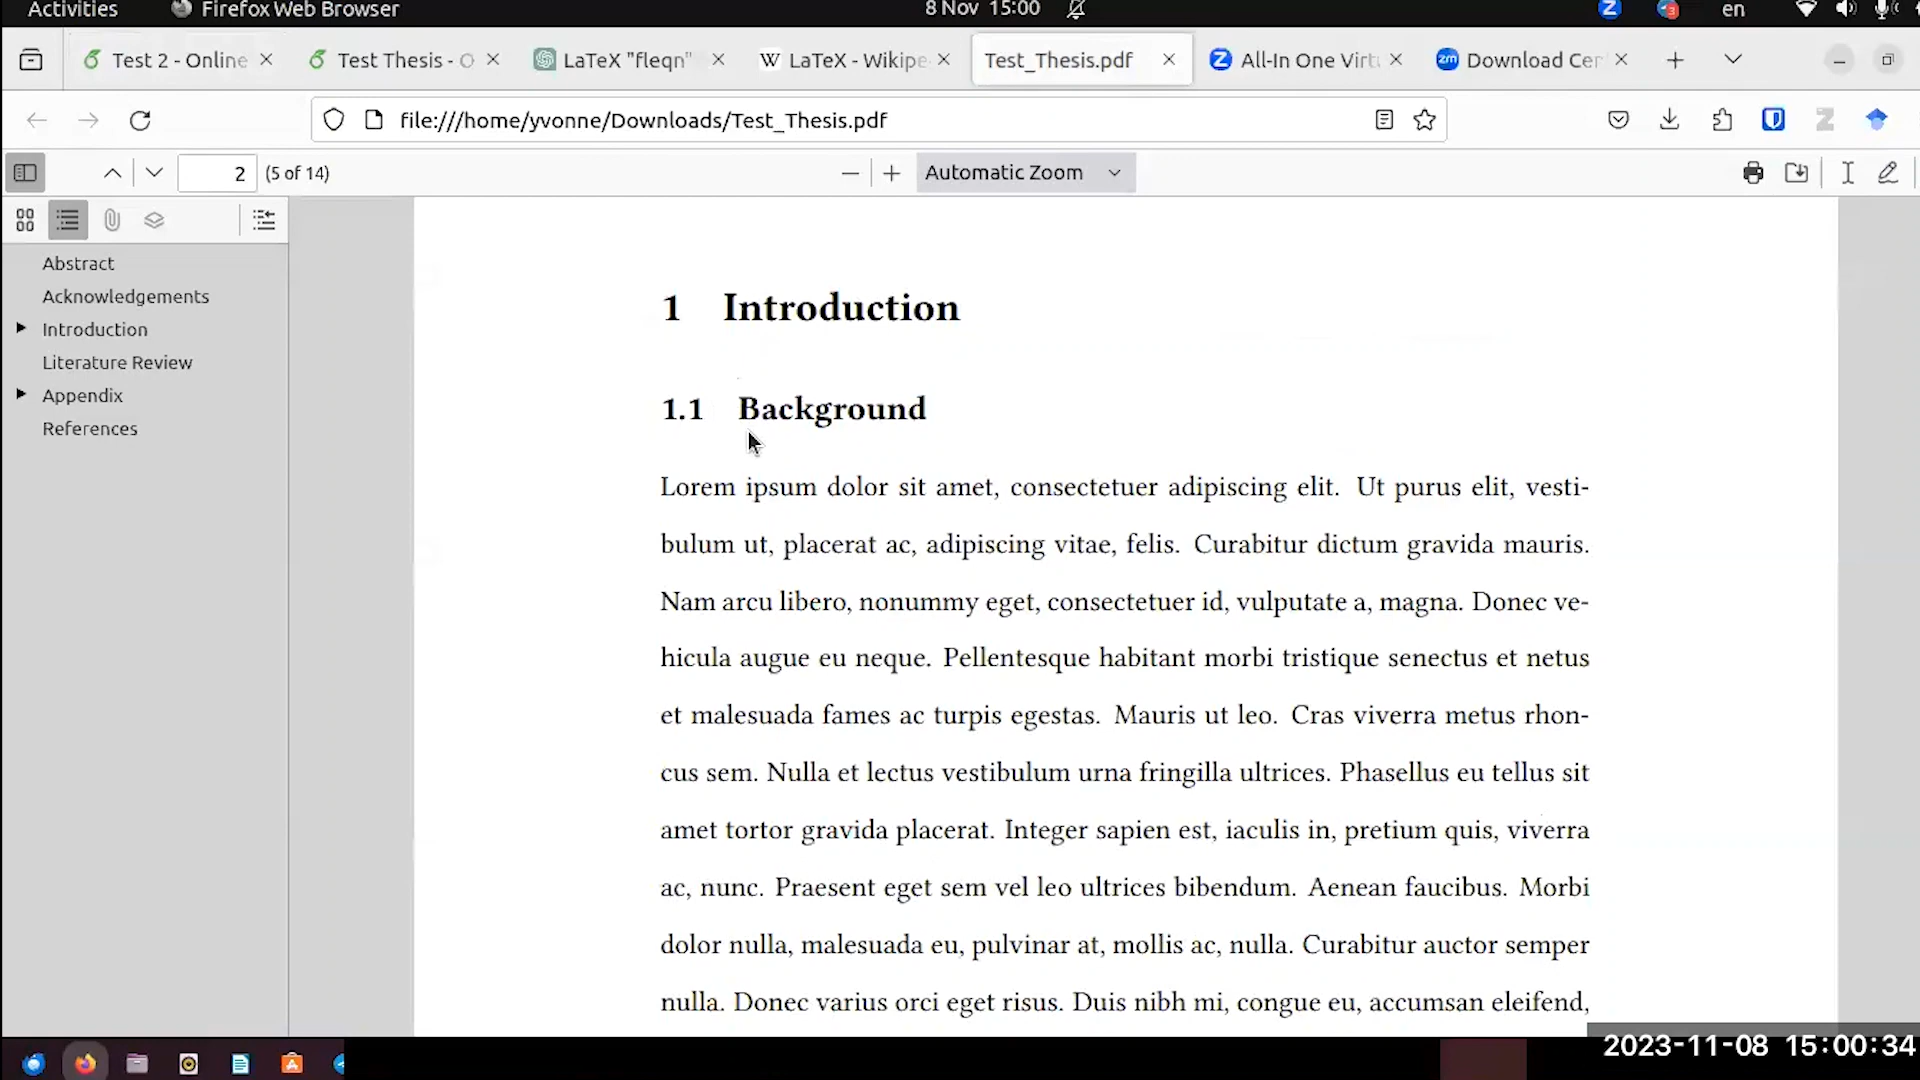 Activities Firefox Web Browser 8 Nov 15:00 en
Test 2 - Online Test Thesis - O LaTeX "fleqn" LaTeX - Wikipe Test_Thesis.pdf All-In One Virtu Download Cer
file:///home/yvonne/Downloads/Test_Thesis.pdf
2 (5 of 14) Automatic Zoom
Abstract
Acknowledgements
Introduction
Literature Review
Appendix
References
1 Introduction
1.1 Background
Lorem ipsum dolor sit amet, consectetuer adipiscing elit. Ut purus elit, vesti-
bulum ut, placerat ac, adipiscing vitae, felis. Curabitur dictum gravida mauris.
Nam arcu libero, nonummy eget, consectetuer id, vulputate a, magna. Donec ve-
hicula augue eu neque. Pellentesque habitant morbi tristique senectus et netus
et malesuada fames ac turpis egestas. Mauris ut leo. Cras viverra metus rhon-
cus sem. Nulla et lectus vestibulum urna fringilla ultrices. Phasellus eu tellus sit
amet tortor gravida placerat. Integer sapien est, iaculis in, pretium quis, viverra
ac, nunc. Praesent eget sem vel leo ultrices bibendum. Aenean faucibus. Morbi
dolor nulla, malesuada eu, pulvinar at, mollis ac, nulla. Curabitur auctor semper
nulla. Donec varius orci eget risus. Duis nibh mi, congue eu, accumsan eleifend,
2023-11-08 15:00:34